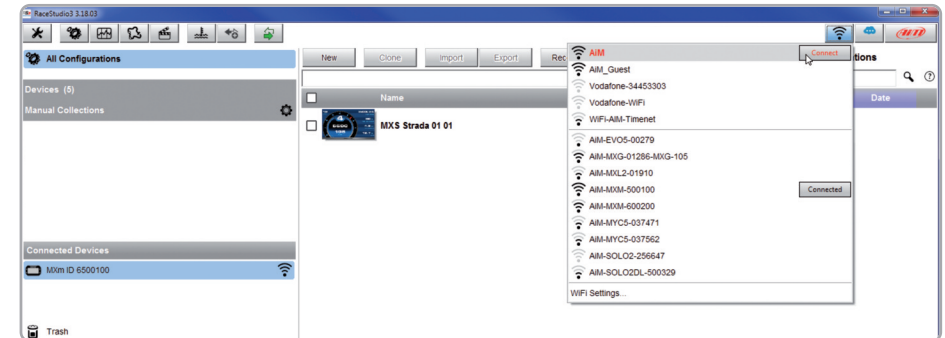 RaceStudio3 3.18.03
All Configurations
New Clone Import Export Rec
tions
AiM Connect
AiM_Guest
Vodafone-34453303
Vodafone-WiFi
WiFi-AiM-Timenet
AiM-EVO5-00279
AiM-MXG-01286-MXG-105
AiM-MXL2-01910
AiM-MXM-500100 Connected
AiM-MXM-600200
AiM-MYC5-037471
AiM-MYC5-037562
AiM-SOLO2-256647
AiM-SOLO2DL-500329
WiFi Settings...
Devices (5)
Manual Collections
Name Date
MXS Strada 01 01
Connected Devices
MXm ID 6500100
Trash